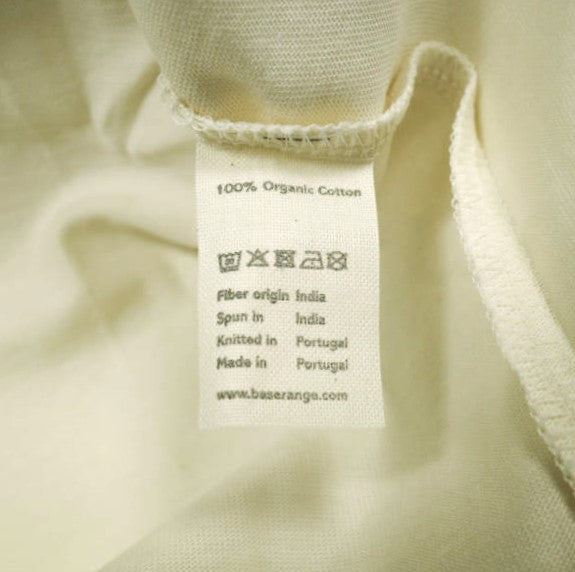 100% Organic Cotton
Fiber origin India
Spun in India
Knitted in Portugal
Made in Portugal
www.baserange.com